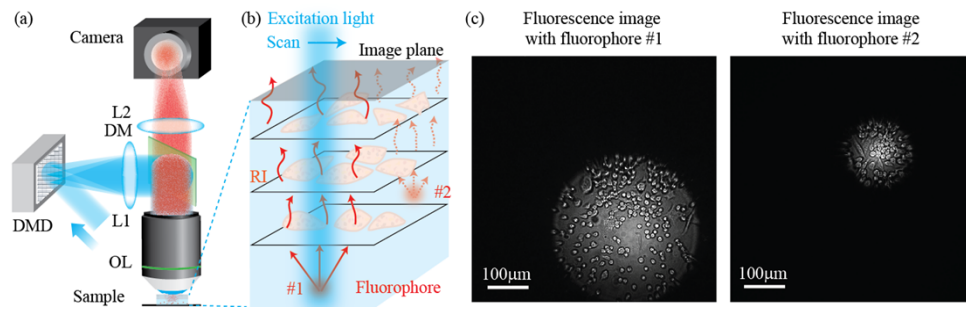 (a)
Camera
L2
DM
DMD
L1
OL
Sample
(b)
Excitation light
Scan
Image plane
RI
#2
#1
Fluorophore
(c)
Fluorescence image
with fluorophore #1
100μm
Fluorescence image
with fluorophore #2
100μm